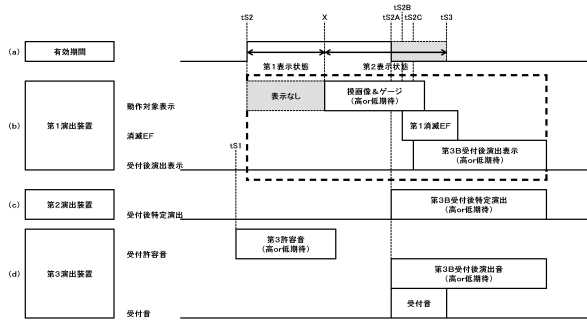 tS2
X
tS2A
tS2B
tS2C
tS3
(a)
有効期間
第1表示状態
第2表示状態
(b)
第1演出装置
動作対象表示
表示なし
操画像&ゲージ
(高or低期待)
消滅EF
第1消滅EF
tS1
受付後演出表示
第3B受付後演出表示
(高or低期待)
(c)
第2演出装置
受付後特定演出
第3B受付後特定演出
(高or低期待)
(d)
第3演出装置
受付許容音
第3許容音
(高or低期待)
第3B受付後演出音
(高or低期待)
受付音
受付音